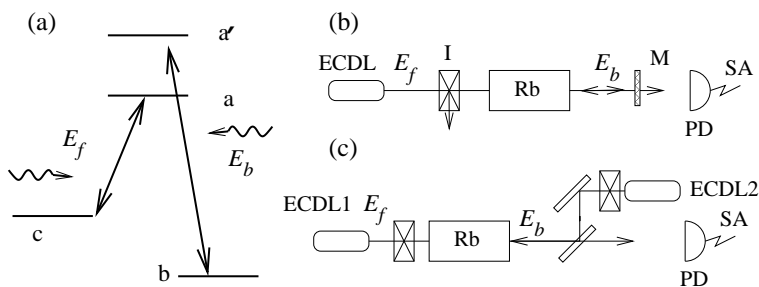 (a)
a′
a
E_f
E_b
c
b
(b)
ECDL
E_f
I
Rb
E_b
M
SA
PD
(c)
ECDL1
E_f
Rb
E_b
ECDL2
SA
PD